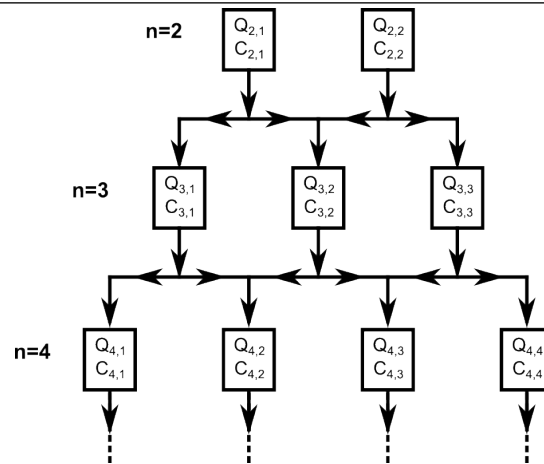 n=2
Q2,1
C2,1
Q2,2
C2,2
n=3
Q3,1
C3,1
Q3,2
C3,2
Q3,3
C3,3
n=4
Q4,1
C4,1
Q4,2
C4,2
Q4,3
C4,3
Q4,4
C4,4